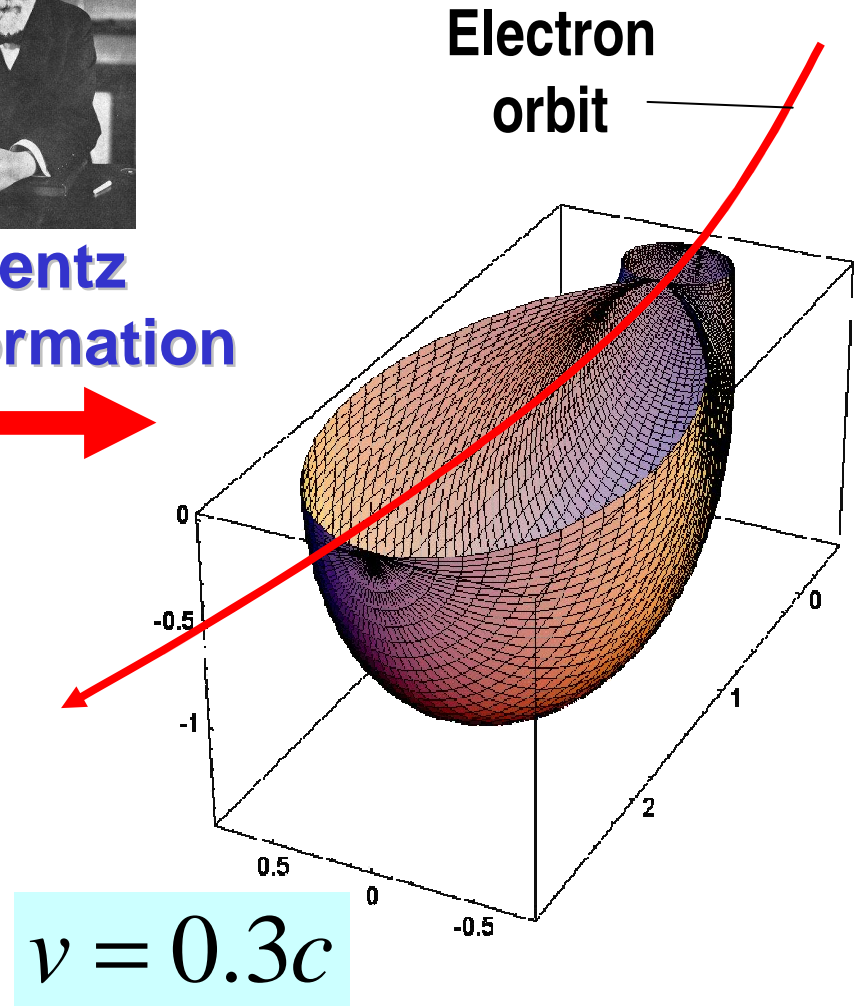 Electron
orbit
entz
ormation
0
-0.5
-1
0
1
2
0.5
0
-0.5
v = 0.3c